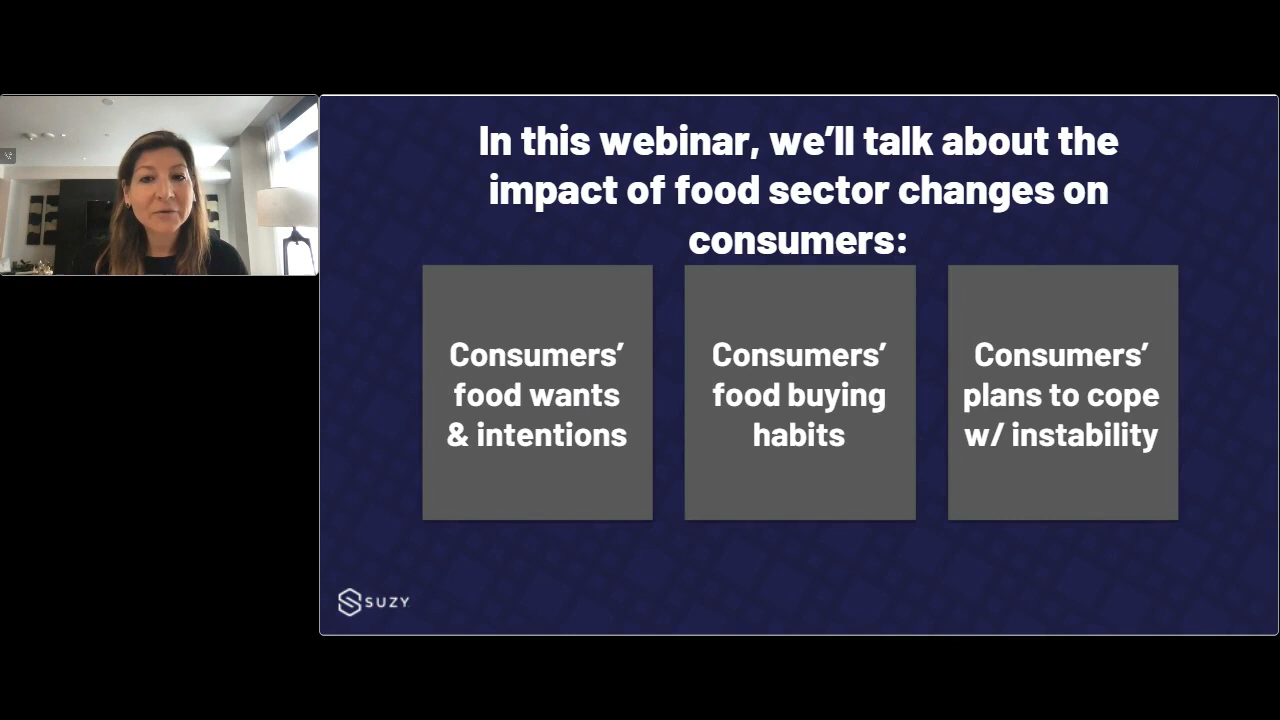 In this webinar, we’ll talk about the
impact of food sector changes on
consumers:
Consumers’
food wants
& intentions
Consumers’
food buying
habits
Consumers’
plans to cope
w/ instability
SUZY